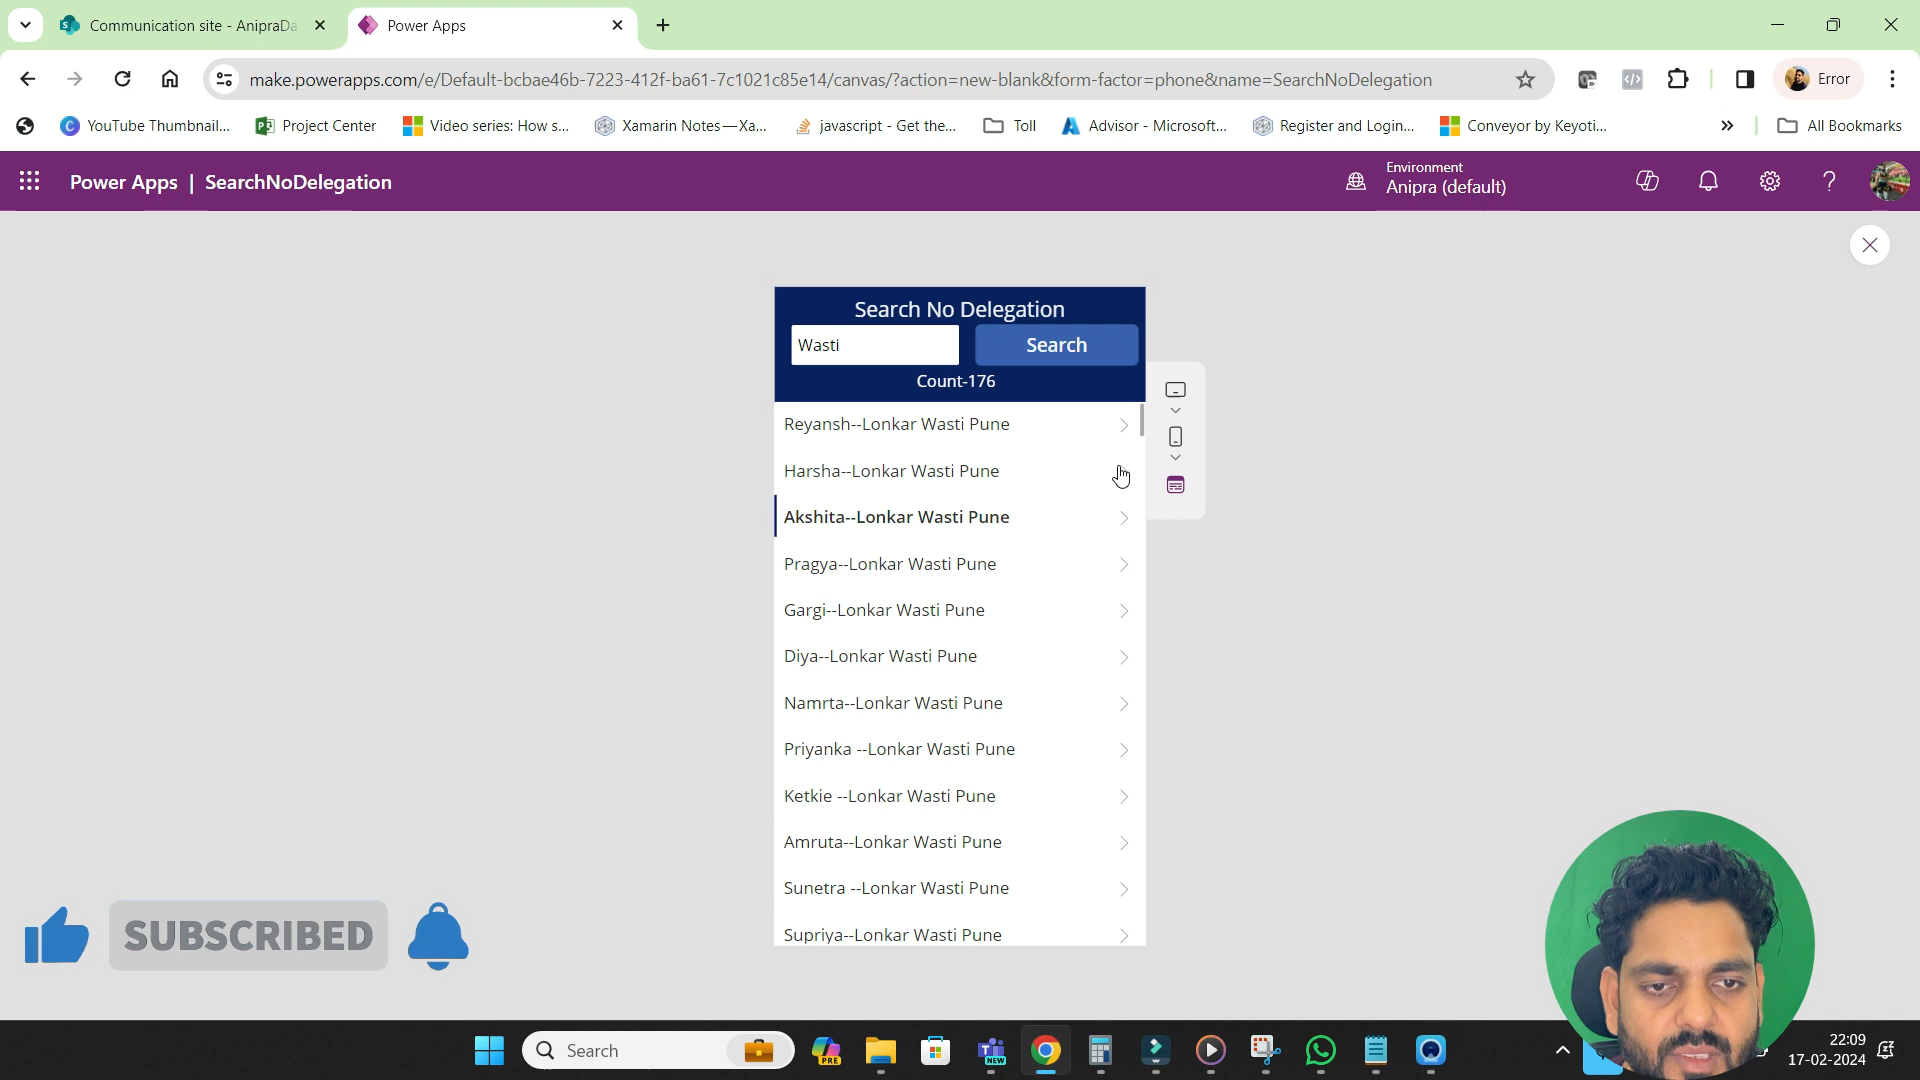 Communication site - AnipraDa
Power Apps
make.powerapps.com/e/Default-bcbae46b-7223-412f-ba61-7c1021c85e14/canvas/?action=new-blank&form-factor=phone&name=SearchNoDelegation
Error
YouTube Thumbnail...
Project Center
Video series: How s...
Xamarin Notes—Xa...
javascript - Get the...
Toll
Advisor - Microsoft...
Register and Login...
Conveyor by Keyoti...
All Bookmarks
Power Apps | SearchNoDelegation
Environment
Anipra (default)
Search No Delegation
Wasti
Search
Count-176
Reyansh--Lonkar Wasti Pune
Harsha--Lonkar Wasti Pune
Akshita--Lonkar Wasti Pune
Pragya--Lonkar Wasti Pune
Gargi--Lonkar Wasti Pune
Diya--Lonkar Wasti Pune
Namrta--Lonkar Wasti Pune
Priyanka --Lonkar Wasti Pune
Ketkie --Lonkar Wasti Pune
Amruta--Lonkar Wasti Pune
Sunetra --Lonkar Wasti Pune
Supriya--Lonkar Wasti Pune
SUBSCRIBED
Search
PRE
NEW
22:09
17-02-2024